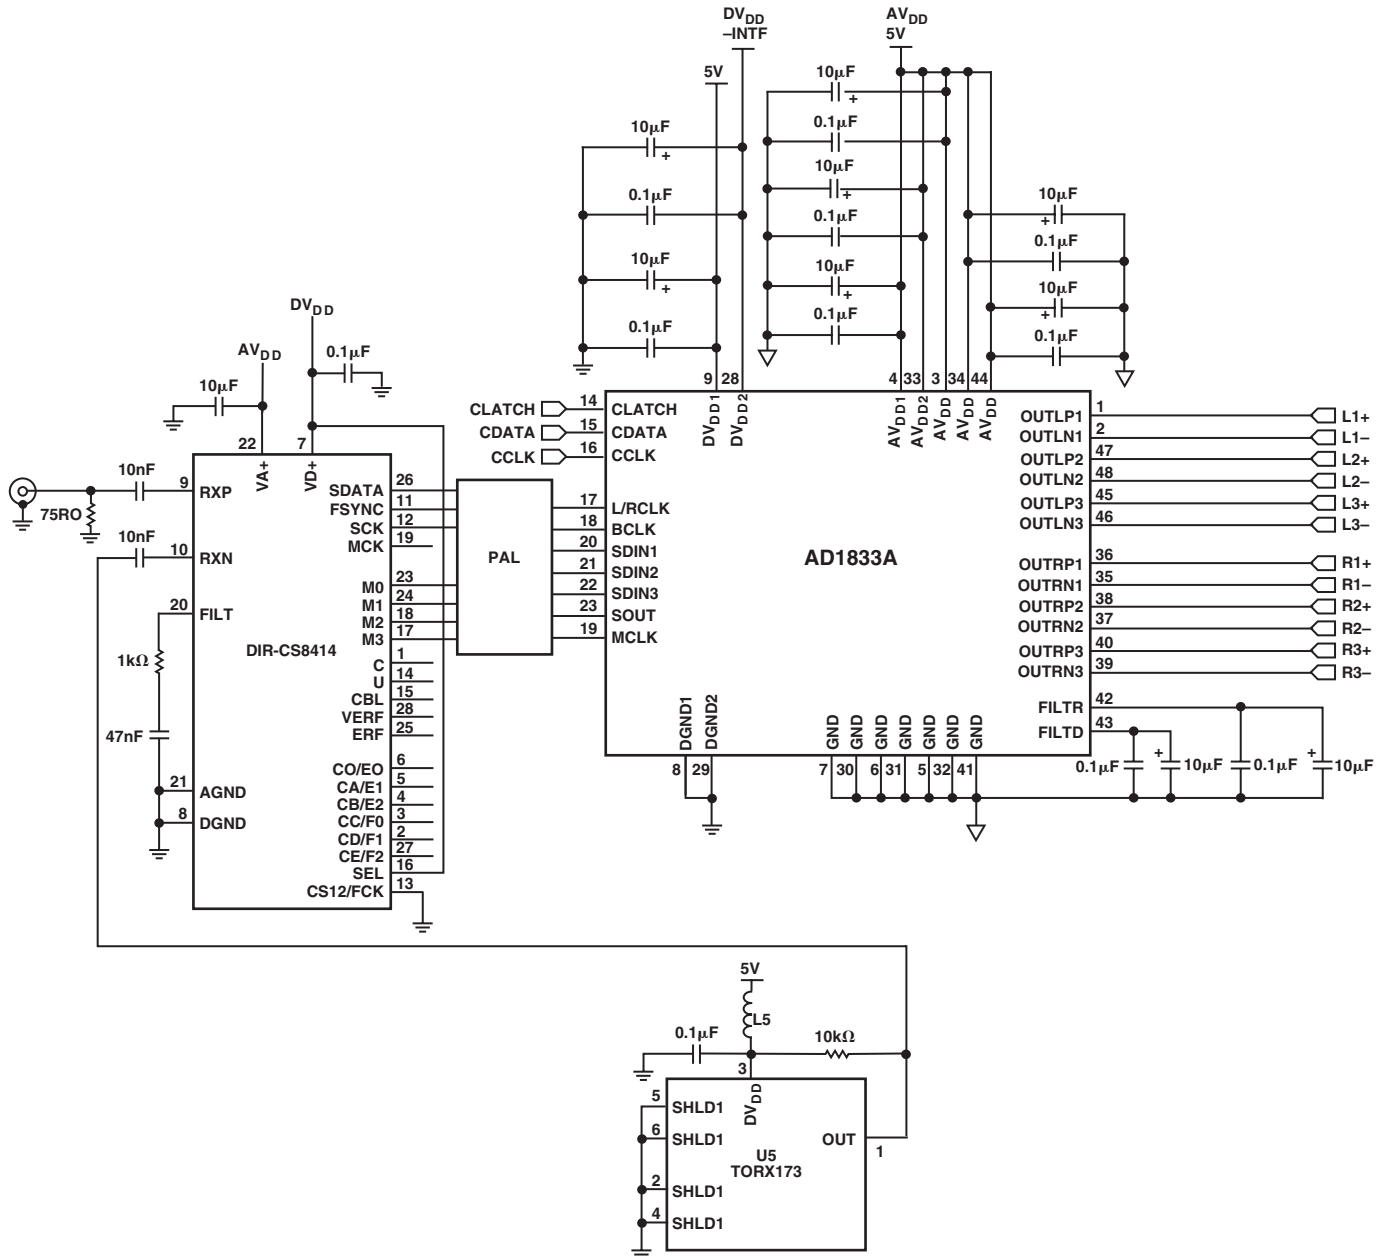 DVDD
–INTF
AVDD
5V
5V
10μF
0.1μF
10μF
0.1μF
10μF
0.1μF
10μF
0.1μF
10μF
0.1μF
10μF
0.1μF
10μF
0.1μF
10μF
0.1μF
+
+
+
+
+
+
+
DVDD
AVDD
0.1μF
10μF
22
7
VA+
VD+
10nF
9
RXP
75RO
10nF
10
RXN
20
FILT
1kΩ
47nF
21
AGND
8
DGND
DIR-CS8414
SDATA 26
FSYNC 11
SCK 12
MCK 19
M0 23
M1 24
M2 18
M3 17
C 1
U 14
CBL 15
VERF 28
ERF 25
CO/EO 6
CA/E1 5
CB/E2 4
CC/F0 3
CD/F1 2
CE/F2 27
SEL 16
CS12/FCK 13
PAL
9 28
DVDD1
DVDD2
4 33 3 34 44
AVDD1
AVDD2
AVDD
AVDD
AVDD
CLATCH 14 CLATCH
CDATA 15 CDATA
CCLK 16 CCLK
17 L/RCLK
18 BCLK
20 SDIN1
21 SDIN2
22 SDIN3
23 SOUT
19 MCLK
AD1833A
OUTLP1 1 L1+
OUTLN1 2 L1–
OUTLP2 47 L2+
OUTLN2 48 L2–
OUTLP3 45 L3+
OUTLN3 46 L3–
OUTRP1 36 R1+
OUTRN1 35 R1–
OUTRP2 38 R2+
OUTRN2 37 R2–
OUTRP3 40 R3+
OUTRN3 39 R3–
FILTR 42
FILTD 43
DGND1
DGND2
GND
GND
GND
GND
GND
GND
GND
8 29
7 30 6 31 5 32 41
0.1μF
+
10μF
0.1μF
+
10μF
5V
L5
0.1μF
10kΩ
3
DVDD
5 SHLD1
6 SHLD1
2 SHLD1
4 SHLD1
OUT
1
U5
TORX173